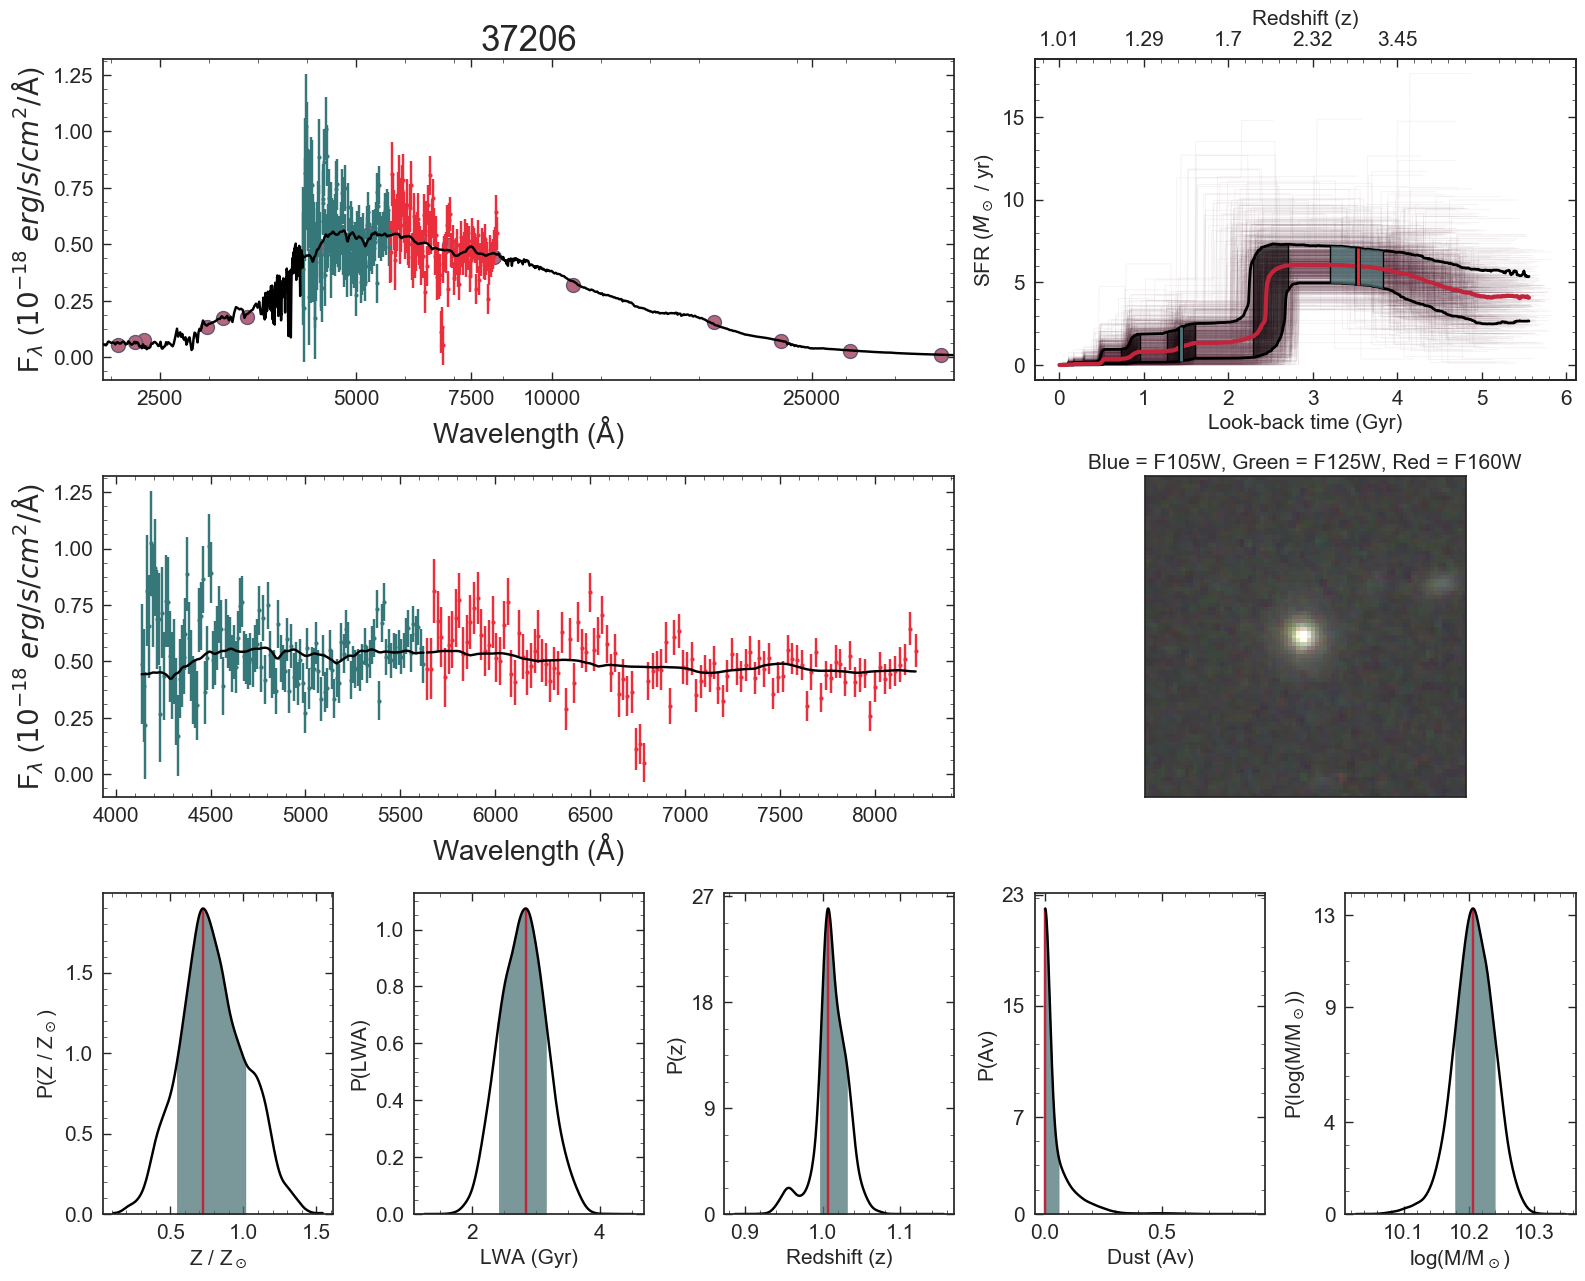 37206
1.25
1.00
0.75
0.50
0.25
0.00
F_λ (10^−18 erg/s/cm^2/Å)
2500 5000 7500 10000 25000
Wavelength (Å)
Redshift (z)
1.01 1.29 1.7 2.32 3.45
15
10
5
0
SFR (M_⊙ / yr)
0 1 2 3 4 5 6
Look-back time (Gyr)
1.25
1.00
0.75
0.50
0.25
0.00
F_λ (10^−18 erg/s/cm^2/Å)
4000 4500 5000 5500 6000 6500 7000 7500 8000
Wavelength (Å)
Blue = F105W, Green = F125W, Red = F160W
1.5
1.0
0.5
0.0
P(Z / Z_⊙)
0.5 1.0 1.5
Z / Z_⊙
1.0
0.8
0.6
0.4
0.2
0.0
P(LWA)
2 4
LWA (Gyr)
27
18
9
0
P(z)
0.9 1.0 1.1
Redshift (z)
23
15
7
0
P(Av)
0.0 0.5
Dust (Av)
13
9
4
0
P(log(M/M_⊙))
10.1 10.2 10.3
log(M/M_⊙)